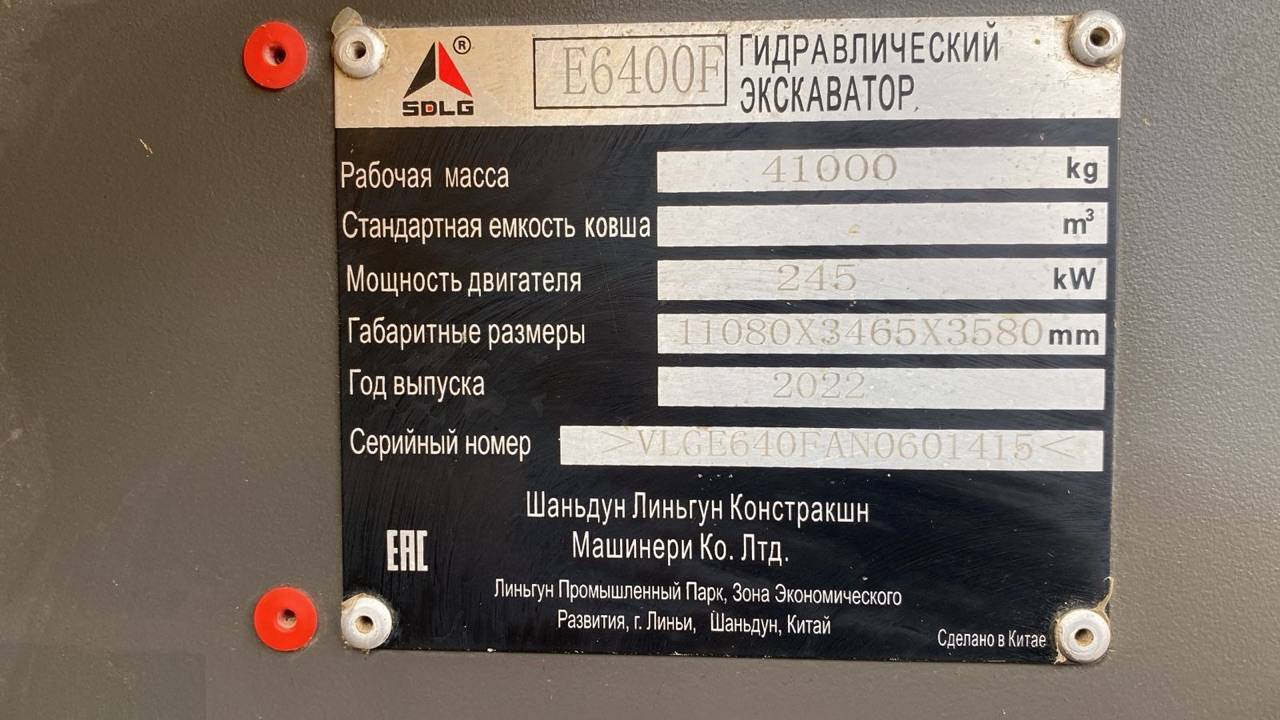 SDLG ®
E6400F
ГИДРАВЛИЧЕСКИЙ
ЭКСКАВАТОР
Рабочая масса 41000 kg
Стандартная емкость ковша m³
Мощность двигателя 245 kW
Габаритные размеры 11080X3465X3580 mm
Год выпуска 2022
Серийный номер >VLGE640FAN0601415<
Шаньдун Линьгун Констракшн
Машинери Ко. Лтд.
EAC
Линьгун Промышленный Парк, Зона Экономического
Развития, г. Линьи, Шаньдун, Китай
Сделано в Китае